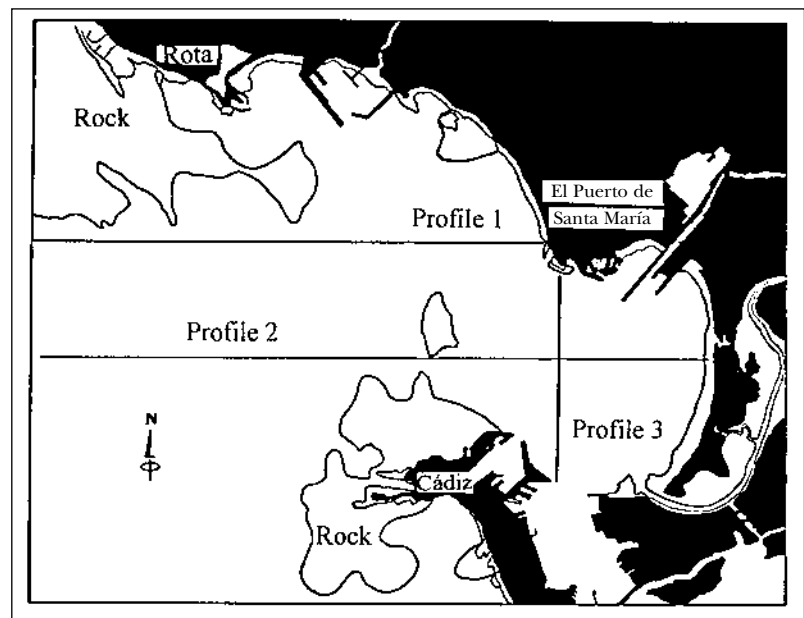 Rota
Rock
El Puerto de
Santa María
Profile 1
Profile 2
N
Profile 3
Cádiz
Rock